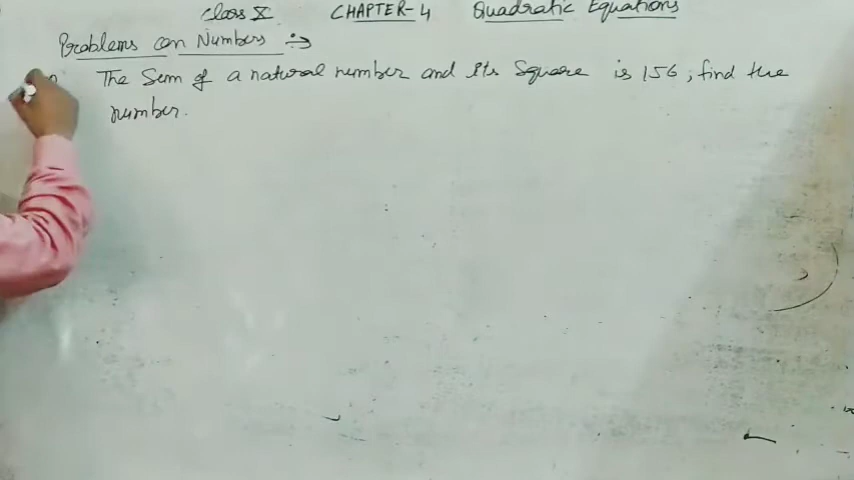 Class X CHAPTER-4 Quadratic Equations
Problems on Numbers :→
The Sum of a natural number and its Square is 156, find the
number.